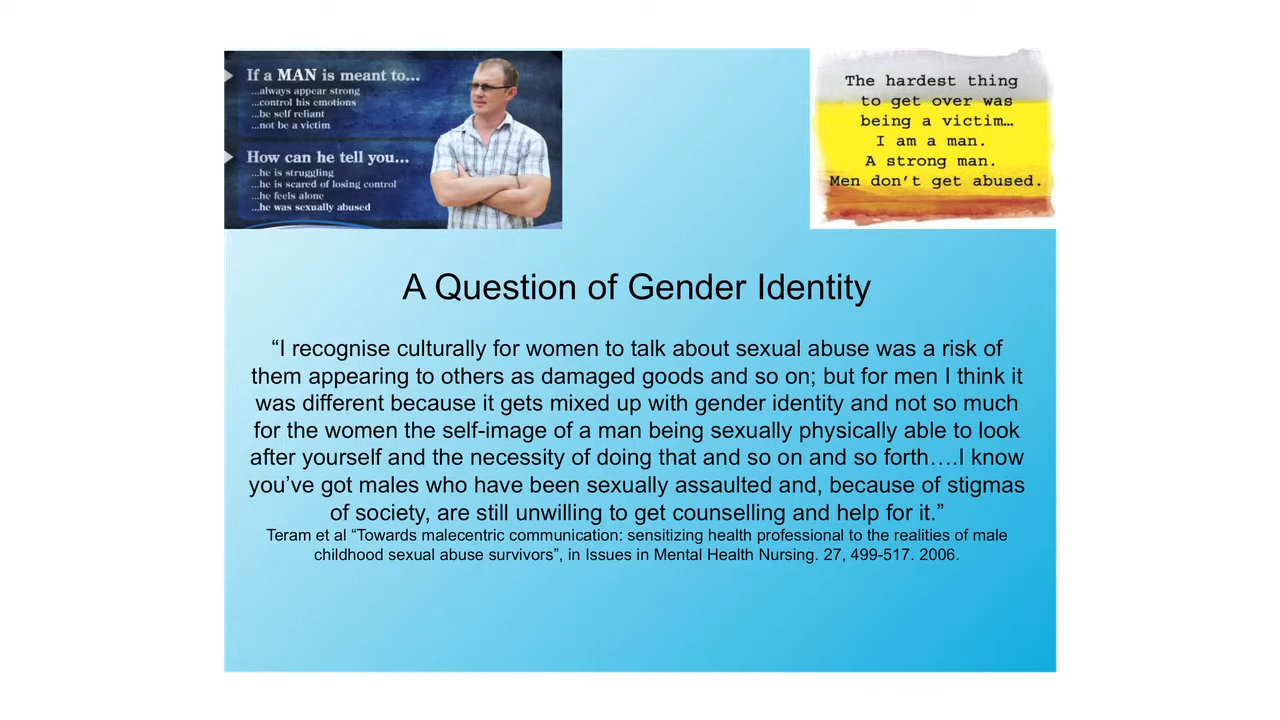 If a MAN is meant to...
...always appear strong
...control his emotions
...be self reliant
...not be a victim
How can he tell you...
...he is struggling
...he is scared of losing control
...he feels alone
...he was sexually abused
The hardest thing
to get over was
being a victim…
I am a man.
A strong man.
Men don't get abused.
A Question of Gender Identity
“I recognise culturally for women to talk about sexual abuse was a risk of
them appearing to others as damaged goods and so on; but for men I think it
was different because it gets mixed up with gender identity and not so much
for the women the self-image of a man being sexually physically able to look
after yourself and the necessity of doing that and so on and so forth….I know
you’ve got males who have been sexually assaulted and, because of stigmas
of society, are still unwilling to get counselling and help for it.”
Teram et al “Towards malecentric communication: sensitizing health professional to the realities of male
childhood sexual abuse survivors”, in Issues in Mental Health Nursing. 27, 499-517. 2006.